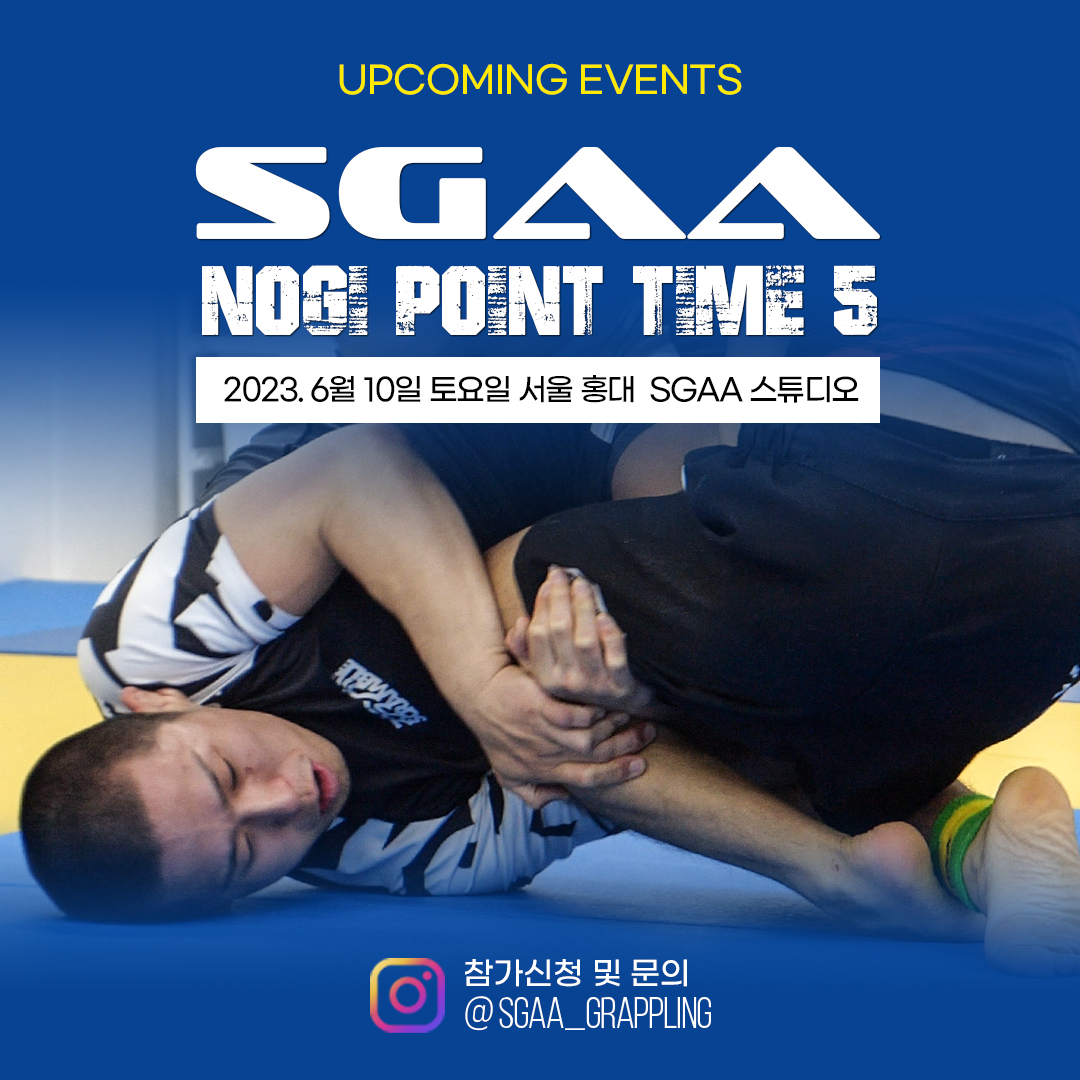 UPCOMING EVENTS
SGAA
NOGI POINT TIME 5
2023. 6월 10일 토요일 서울 홍대 SGAA 스튜디오
SCRAMBLE
참가신청 및 문의
@SGAA_GRAPPLING